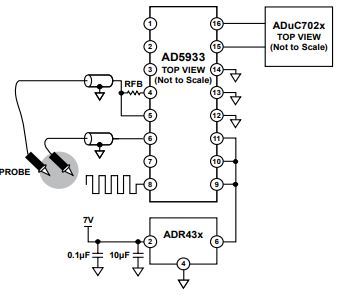 1
16
ADuC702x
TOP VIEW
(Not to Scale)
2
15
AD5933
TOP VIEW
(Not to Scale)
3
14
RFB
4
13
5
12
6
11
7
10
PROBE
8
9
7V
ADR43x
2
6
0.1µF
10µF
4